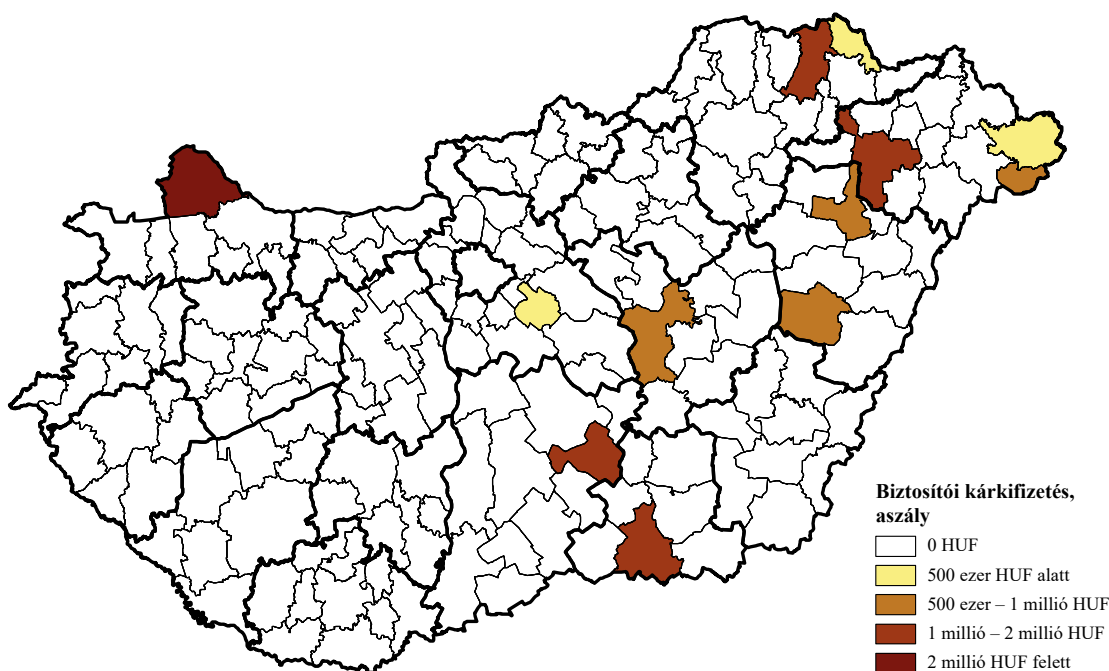 Biztosítói kárkifizetés,
aszály
0 HUF
500 ezer HUF alatt
500 ezer – 1 millió HUF
1 millió – 2 millió HUF
2 millió HUF felett